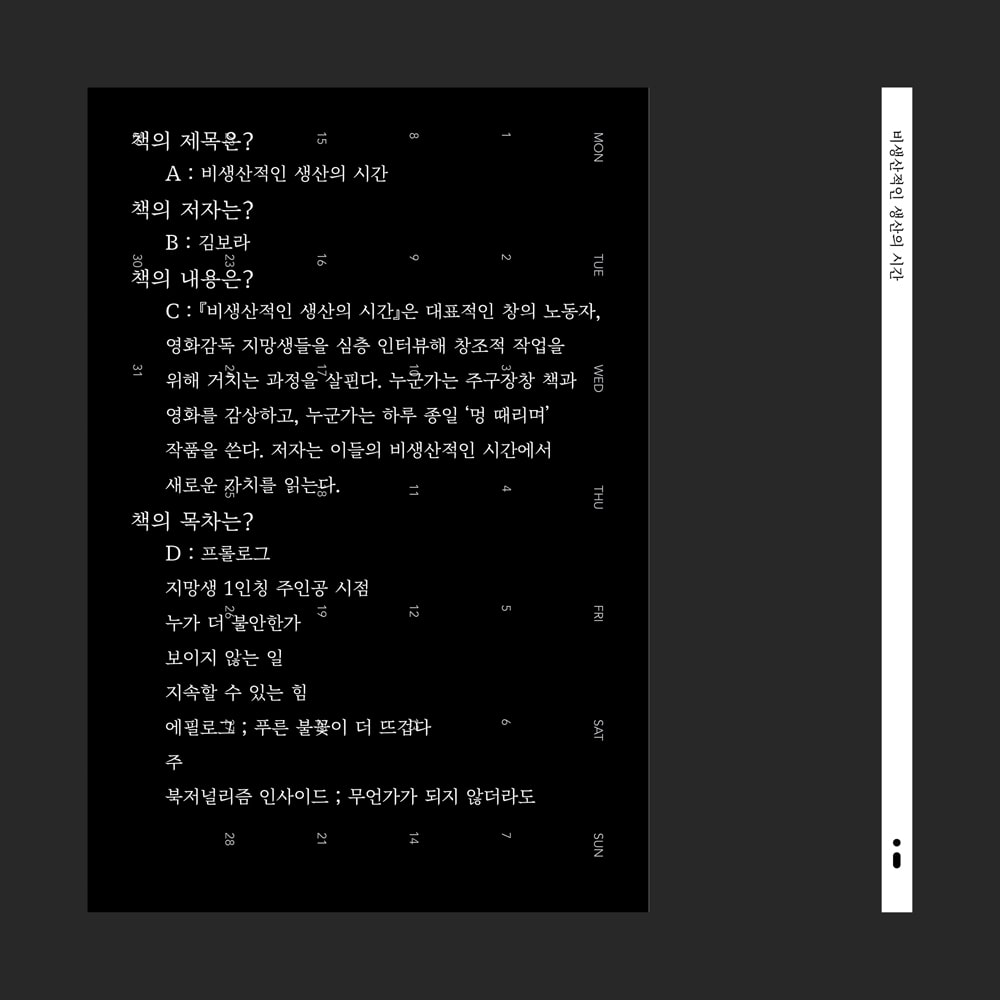 책의 제목은?
A : 비생산적인 생산의 시간
책의 저자는?
B : 김보라
책의 내용은?
C : 『비생산적인 생산의 시간』은 대표적인 창의 노동자,
영화감독 지망생들을 심층 인터뷰해 창조적 작업을
위해 거치는 과정을 살핀다. 누군가는 주구장창 책과
영화를 감상하고, 누군가는 하루 종일 ‘멍 때리며’
작품을 쓴다. 저자는 이들의 비생산적인 시간에서
새로운 가치를 읽는다.
책의 목차는?
D : 프롤로그
지망생 1인칭 주인공 시점
누가 더 불안한가
보이지 않는 일
지속할 수 있는 힘
에필로그 ; 푸른 불꽃이 더 뜨겁다
주
북저널리즘 인사이드 ; 무언가가 되지 않더라도
MON 1 8 15
TUE 2 9 16 23 30
WED 3 10 17 31
THU 4 11 18 25
FRI 5 12 19 26
SAT 6
SUN 7 14 21 28
비생산적인 생산의 시간